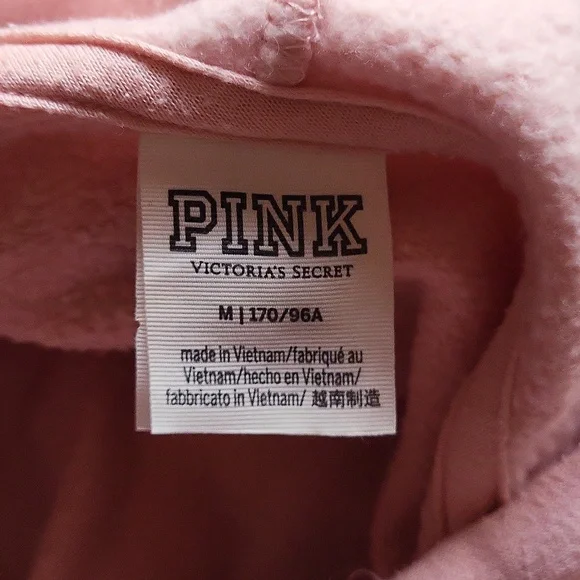 PINK
VICTORIA'S SECRET
M|170/96A
made in Vietnam/fabriqué au
Vietnam/hecho en Vietnam/
fabbricato in Vietnam/ 越南制造